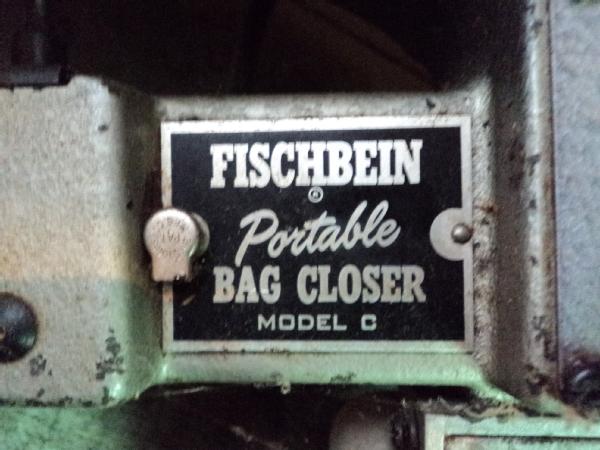 FISCHBEIN
®
Portable
BAG CLOSER
MODEL C